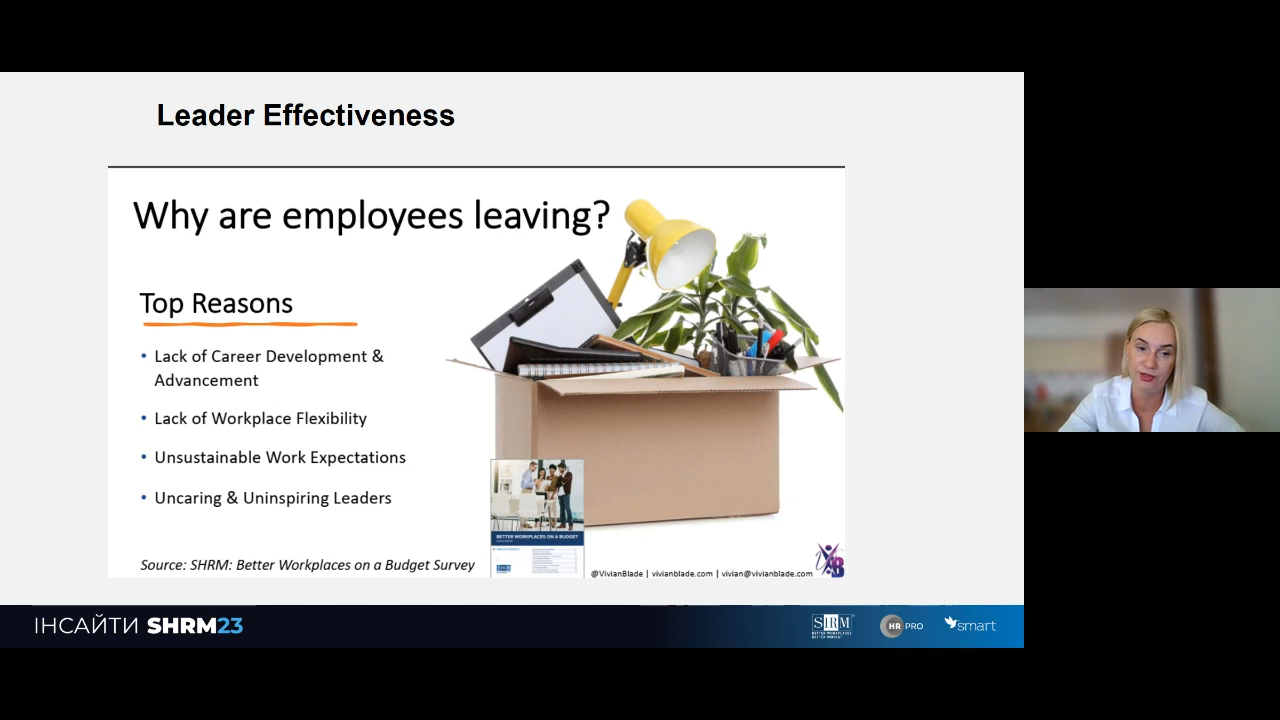 Leader Effectiveness
Why are employees leaving?
Top Reasons
• Lack of Career Development &
Advancement
• Lack of Workplace Flexibility
• Unsustainable Work Expectations
• Uncaring & Uninspiring Leaders
BETTER WORKPLACES ON A BUDGET
Source: SHRM: Better Workplaces on a Budget Survey
@VivianBlade | vivianblade.com | vivian@vivianblade.com
ІНСАЙТИ SHRM23
SHRM
BETTER WORKPLACES
BETTER WORLD
HR PRO
smart